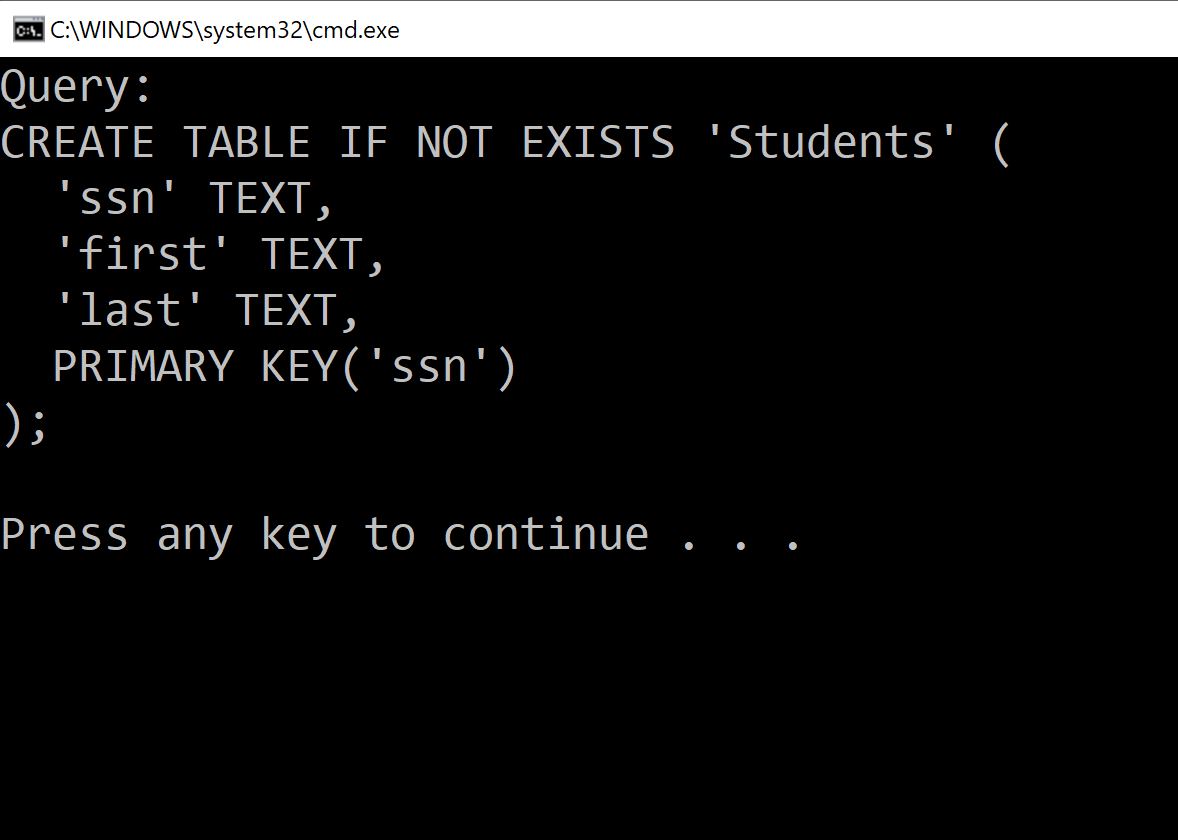 C:\WINDOWS\system32\cmd.exe
Query:
CREATE TABLE IF NOT EXISTS 'Students' (
  'ssn' TEXT,
  'first' TEXT,
  'last' TEXT,
  PRIMARY KEY('ssn')
);
Press any key to continue . . .